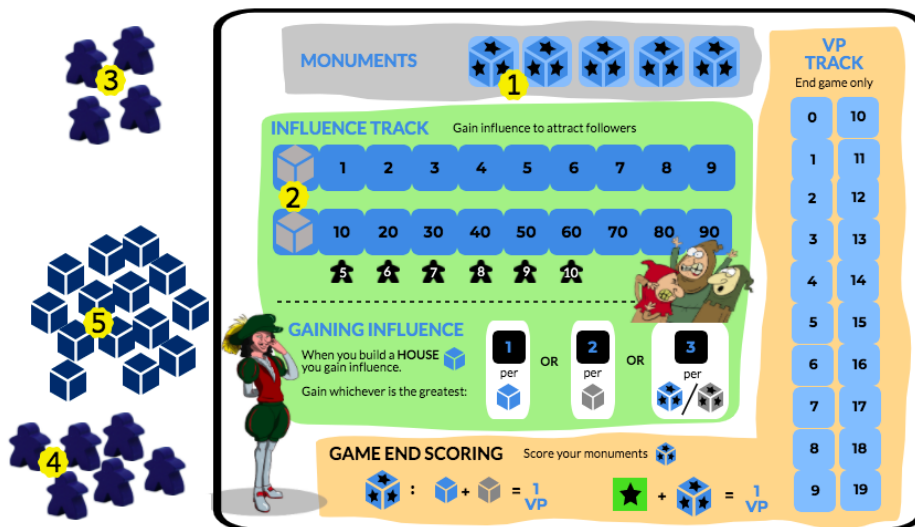 3
5
4
MONUMENTS
1
INFLUENCE TRACK Gain influence to attract followers
1 2 3 4 5 6 7 8 9
2
10 20 30 40 50 60 70 80 90
5 6 7 8 9 10
GAINING INFLUENCE
When you build a HOUSE
you gain influence.
Gain whichever is the greatest:
1 OR 2 OR 3
per per per
/
GAME END SCORING Score your monuments
: + = 1 VP
+ = 1 VP
VP
TRACK
End game only
0 10
1 11
2 12
3 13
4 14
5 15
6 16
7 17
8 18
9 19